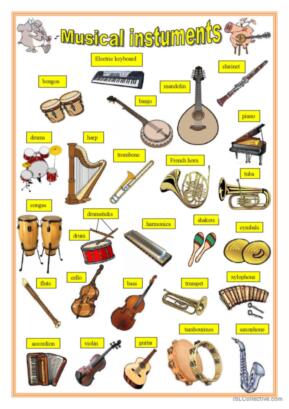 Musical instuments
Electric keyboard
clarinet
bongos
mandolin
banjo
piano
drums
harp
trombone
French horn
tuba
congas
drumsticks
drum
harmonica
shakers
cymbals
flute
cello
bass
trumpet
xylophone
accordion
violin
guitar
tambourines
saxophone
iSLCollective.com